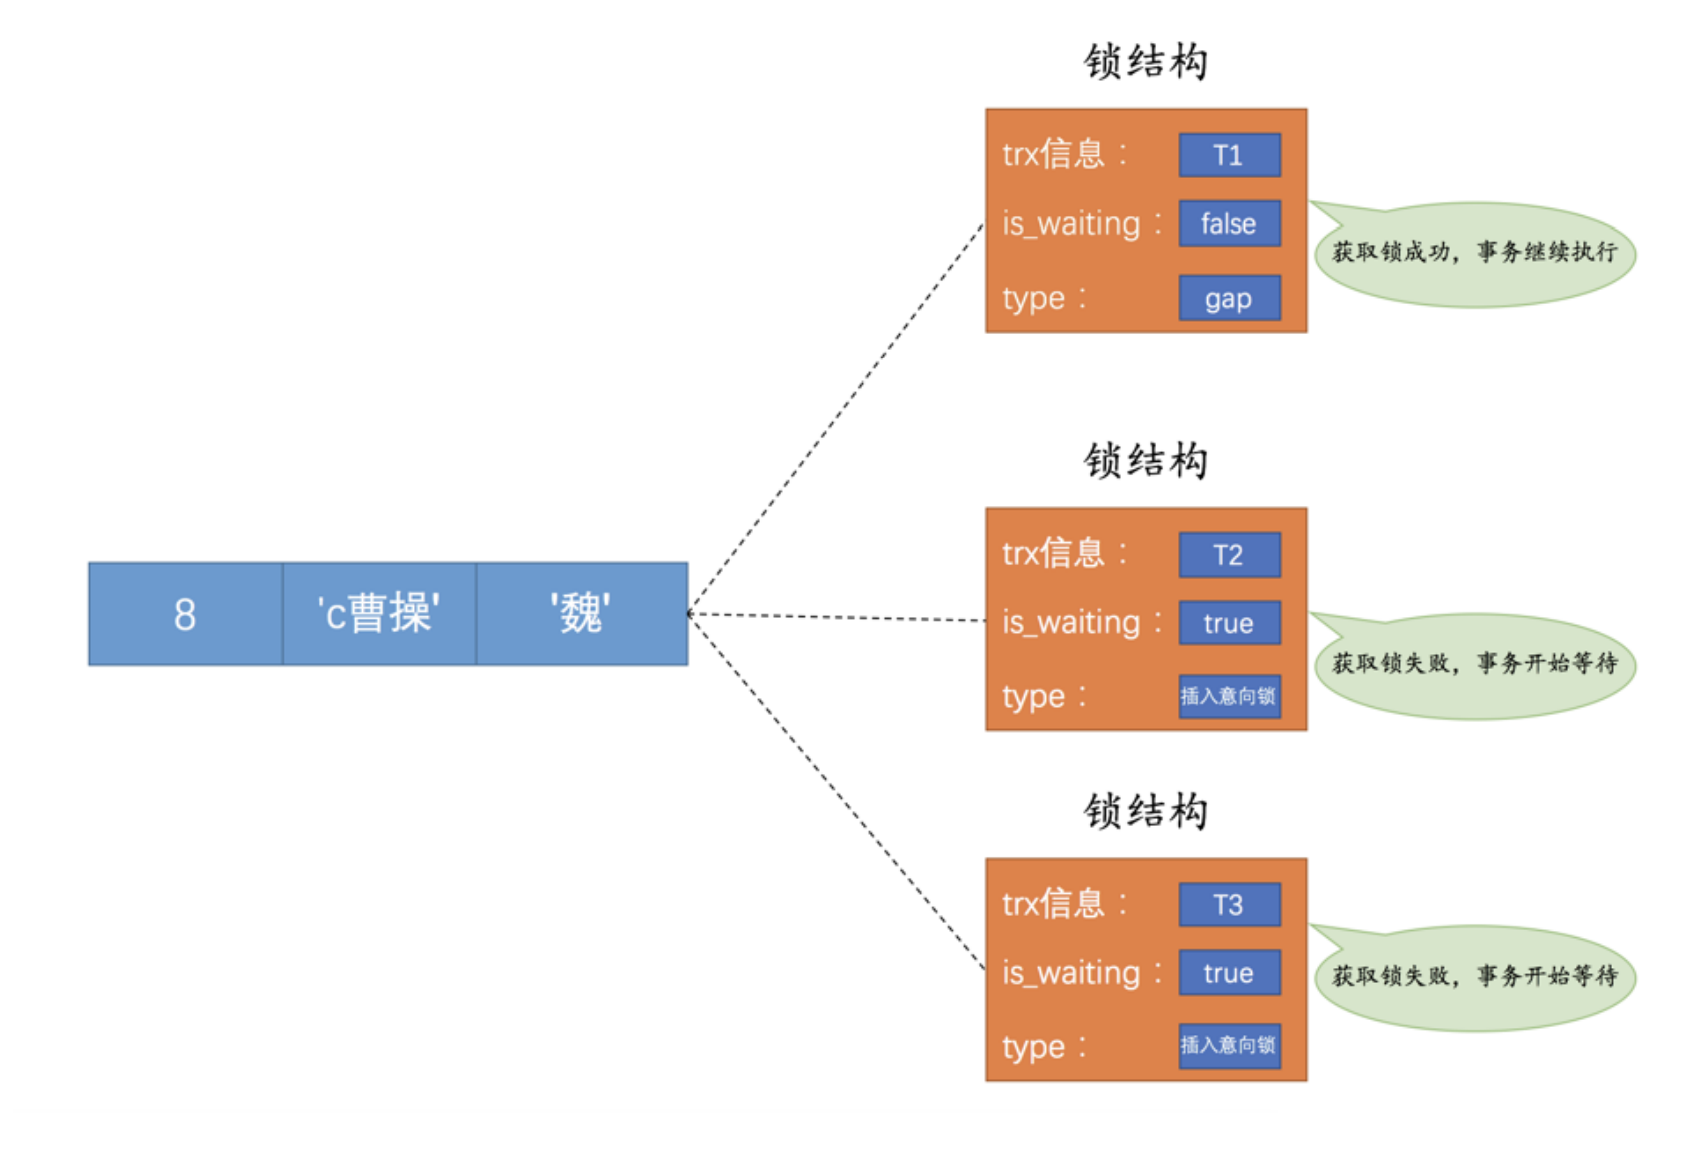 锁结构
trx信息： T1
is_waiting： false
type： gap
获取锁成功，事务继续执行
锁结构
trx信息： T2
is_waiting： true
type： 插入意向锁
获取锁失败，事务开始等待
8 'c曹操' '魏'
锁结构
trx信息： T3
is_waiting： true
type： 插入意向锁
获取锁失败，事务开始等待